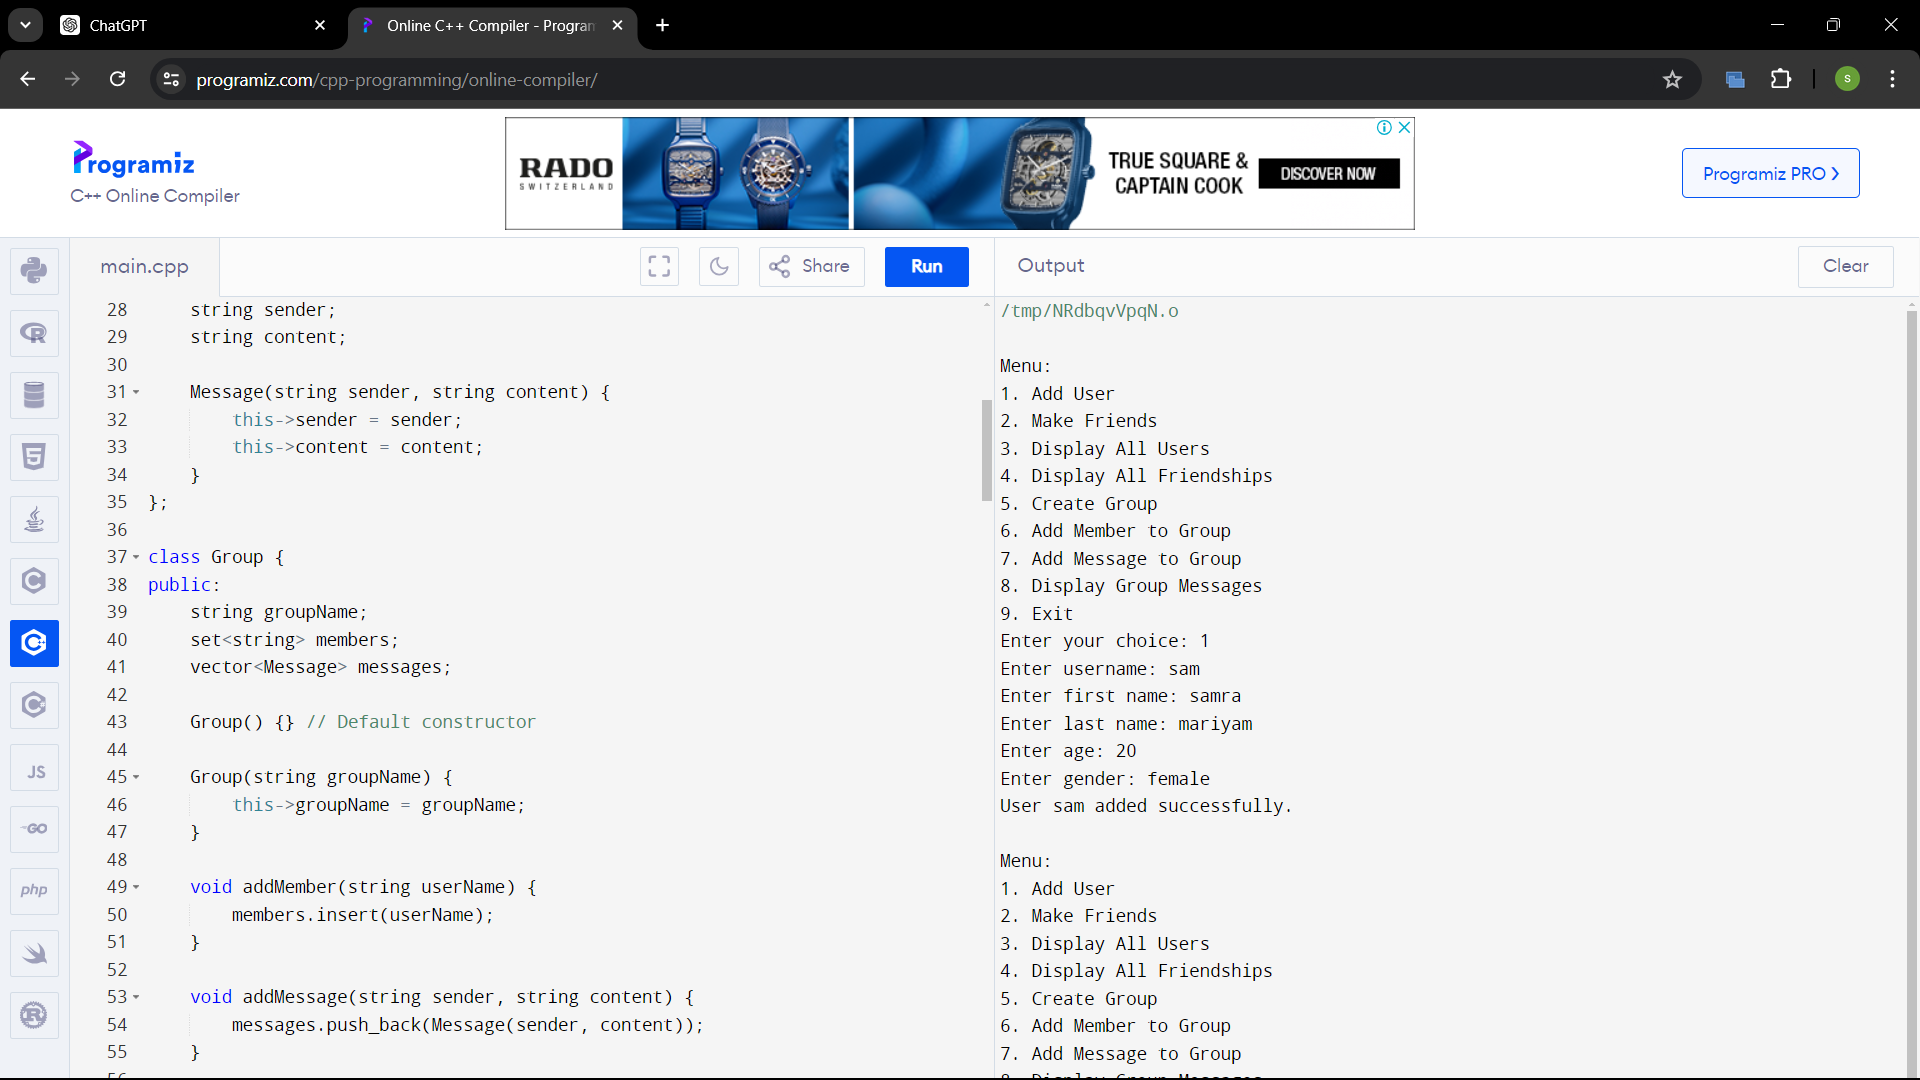 ChatGPT
Online C++ Compiler - Program
programiz.com/cpp-programming/online-compiler/
S
Programiz
C++ Online Compiler
RADO
SWITZERLAND
TRUE SQUARE &
CAPTAIN COOK
DISCOVER NOW
Programiz PRO >
main.cpp
Share
Run
Output
Clear
28 string sender;
29 string content;
30
31 Message(string sender, string content) {
32 this->sender = sender;
33 this->content = content;
34 }
35 };
36
37 class Group {
38 public:
39 string groupName;
40 set<string> members;
41 vector<Message> messages;
42
43 Group() {} // Default constructor
44
45 Group(string groupName) {
46 this->groupName = groupName;
47 }
48
49 void addMember(string userName) {
50 members.insert(userName);
51 }
52
53 void addMessage(string sender, string content) {
54 messages.push_back(Message(sender, content));
55 }
56
JS
GO
php
/tmp/NRdbqvVpqN.o
Menu:
1. Add User
2. Make Friends
3. Display All Users
4. Display All Friendships
5. Create Group
6. Add Member to Group
7. Add Message to Group
8. Display Group Messages
9. Exit
Enter your choice: 1
Enter username: sam
Enter first name: samra
Enter last name: mariyam
Enter age: 20
Enter gender: female
User sam added successfully.
Menu:
1. Add User
2. Make Friends
3. Display All Users
4. Display All Friendships
5. Create Group
6. Add Member to Group
7. Add Message to Group
8. Display Group Messages